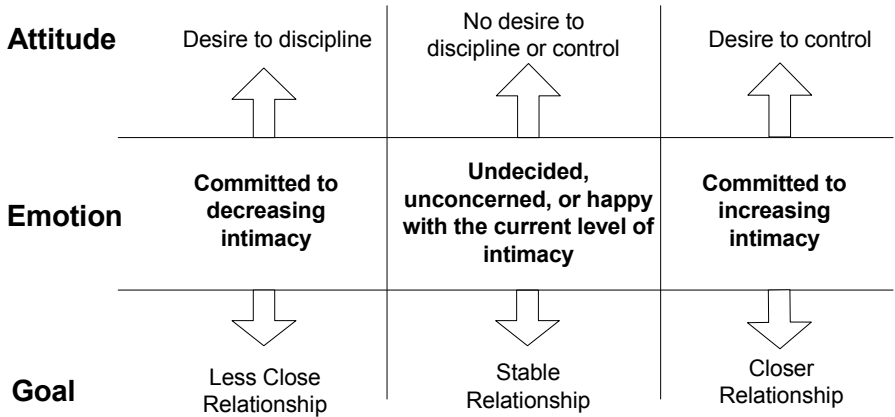 Attitude
Desire to discipline
No desire to
discipline or control
Desire to control
Emotion
Committed to
decreasing
intimacy
Undecided,
unconcerned, or happy
with the current level of
intimacy
Committed to
increasing
intimacy
Goal
Less Close
Relationship
Stable
Relationship
Closer
Relationship